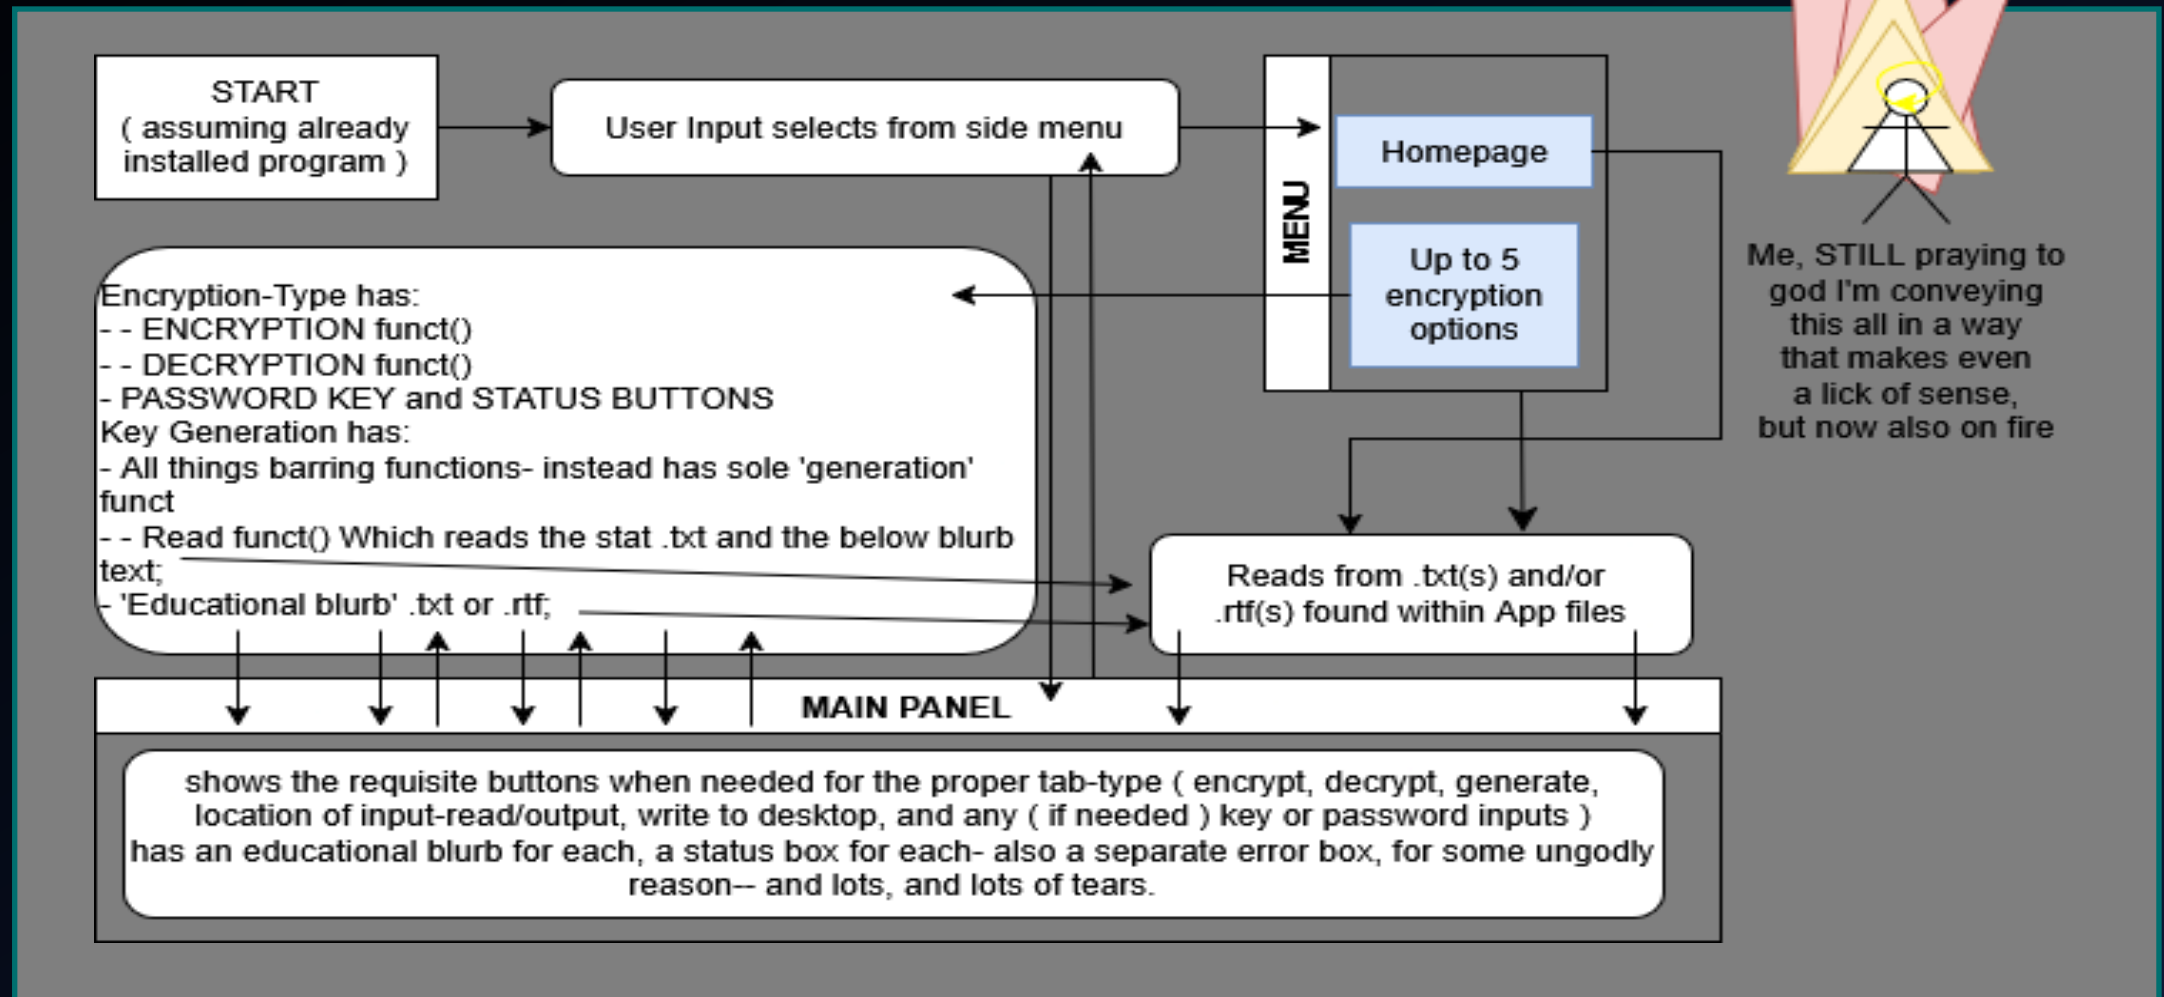 START
( assuming already
installed program )
User Input selects from side menu
MENU
Homepage
Up to 5
encryption
options
Me, STILL praying to
god I'm conveying
this all in a way
that makes even
a lick of sense,
but now also on fire
Encryption-Type has:
- - ENCRYPTION funct()
- - DECRYPTION funct()
- PASSWORD KEY and STATUS BUTTONS
Key Generation has:
- All things barring functions- instead has sole 'generation'
funct
- - Read funct() Which reads the stat .txt and the below blurb
text;
- 'Educational blurb' .txt or .rtf;
Reads from .txt(s) and/or
.rtf(s) found within App files
MAIN PANEL
shows the requisite buttons when needed for the proper tab-type ( encrypt, decrypt, generate,
location of input-read/output, write to desktop, and any ( if needed ) key or password inputs )
has an educational blurb for each, a status box for each- also a separate error box, for some ungodly
reason-- and lots, and lots of tears.